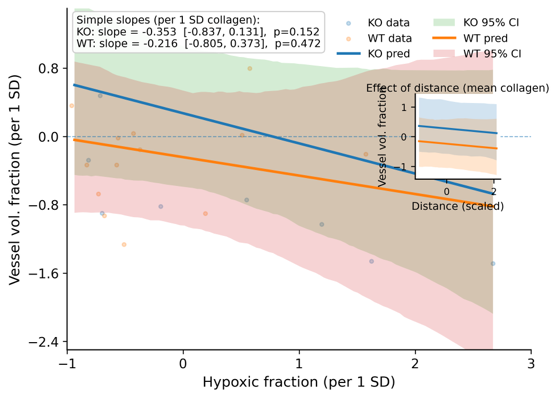 Simple slopes (per 1 SD collagen):
KO: slope = -0.353 [-0.837, 0.131], p=0.152
WT: slope = -0.216 [-0.805, 0.373], p=0.472
KO data
WT data
KO pred
KO 95% CI
WT pred
WT 95% CI
Effect of distance (mean collagen)
Vessel vol. fraction
1
0
−1
0
2
Distance (scaled)
Vessel vol. fraction (per 1 SD)
0.8
0.0
−0.8
−1.6
−2.4
−1
0
1
2
3
Hypoxic fraction (per 1 SD)